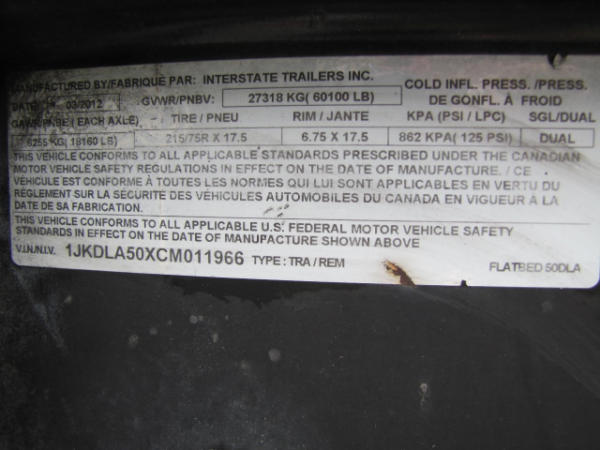 MANUFACTURED BY/FABRIQUE PAR: INTERSTATE TRAILERS INC.
DATE: 03/2012 GVWR/PNBV: 27318 KG( 60100 LB) COLD INFL. PRESS. /PRESS. DE GONFL. À FROID
GAWR/PNBE ( EACH AXLE) TIRE / PNEU RIM / JANTE KPA (PSI / LPC) SGL/DUAL
6255 KG( 18160 LB) 215/75R X 17.5 6.75 X 17.5 862 KPA( 125 PSI) DUAL
THIS VEHICLE CONFORMS TO ALL APPLICABLE STANDARDS PRESCRIBED UNDER THE CANADIAN
MOTOR VEHICLE SAFETY REGULATIONS IN EFFECT ON THE DATE OF MANUFACTURE. / CE
VÉHICULE EST CONFORME À TOUTES LES NORMES QUI LUI SONT APPLICABLES EN VERTU DU
RÈGLEMENT SUR LA SÉCURITÉ DES VÉHICULES AUTOMOBILES DU CANADA EN VIGUEUR À LA
DATE DE SA FABRICATION.
THIS VEHICLE CONFORMS TO ALL APPLICABLE U.S. FEDERAL MOTOR VEHICLE SAFETY
STANDARDS IN EFFECT ON THE DATE OF MANUFACTURE SHOWN ABOVE
V.I.N./N.I.V. 1JKDLA50XCM011966 TYPE : TRA / REM FLATBED 50DLA